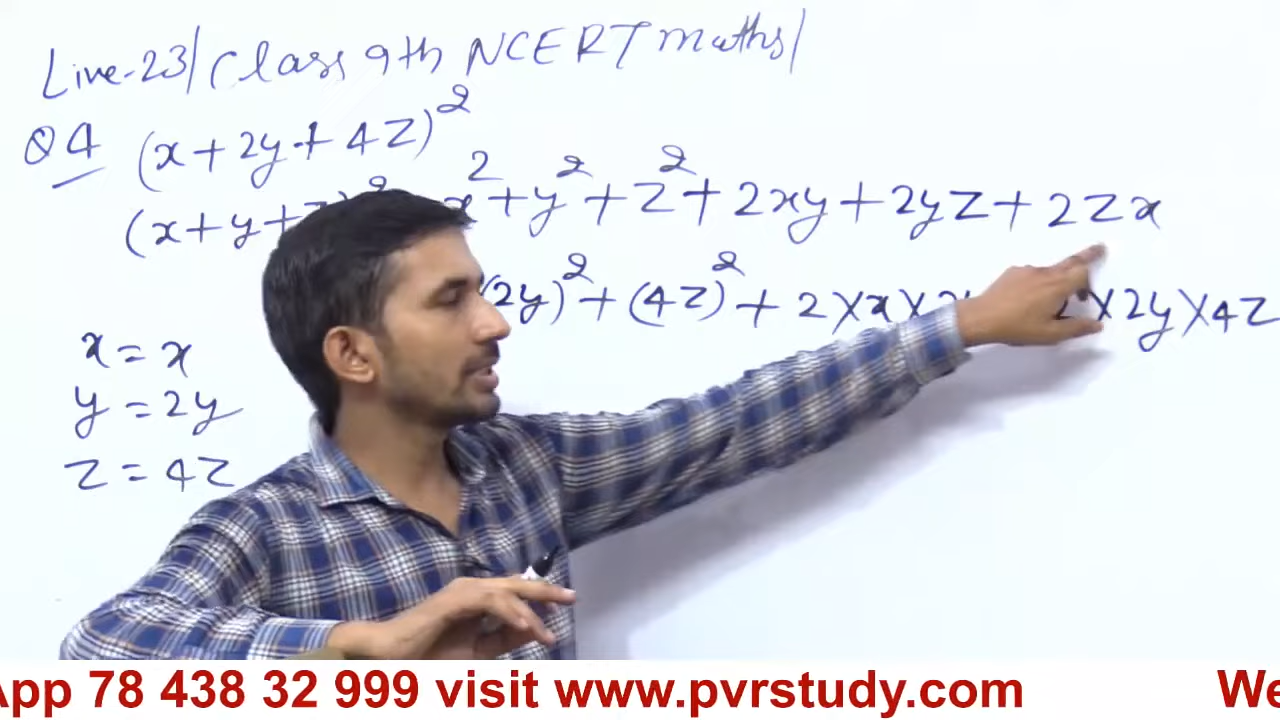 Live-23/ Class 9th NCERT maths/
Q4 (x+2y+4z)²
(x+y+z)² x²+y²+z²+2xy+2yz+2zx
(2y)²+(4z)²+2×x× ×2y×4z
x = x
y = 2y
z = 4z
App 78 438 32 999 visit www.pvrstudy.com We